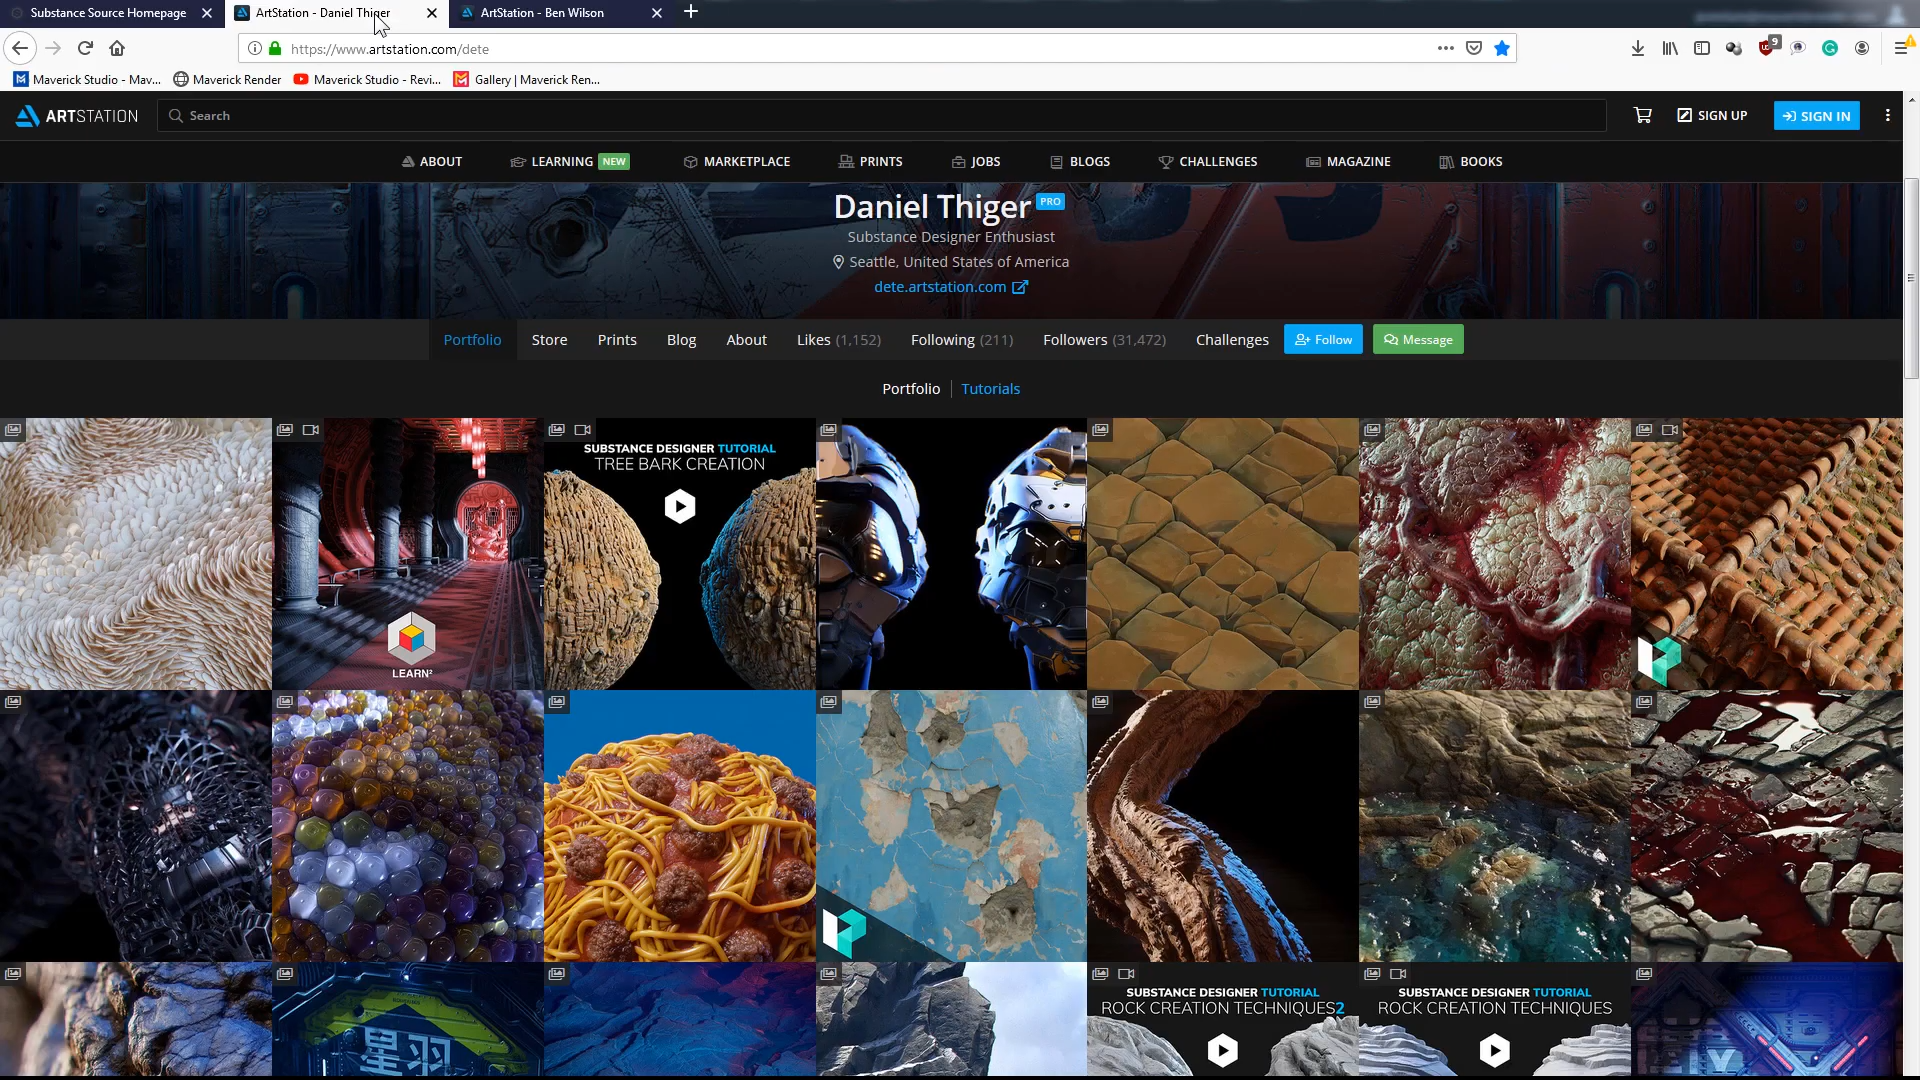 Substance Source Homepage
ArtStation - Daniel Thiger
ArtStation - Ben Wilson
https://www.artstation.com/dete
9
Maverick Studio - Mav...
Maverick Render
Maverick Studio - Revi...
Gallery | Maverick Ren...
ARTSTATION
Search
SIGN UP
SIGN IN
ABOUT
LEARNING NEW
MARKETPLACE
PRINTS
JOBS
BLOGS
CHALLENGES
MAGAZINE
BOOKS
Daniel Thiger PRO
Substance Designer Enthusiast
Seattle, United States of America
dete.artstation.com
Portfolio
Store
Prints
Blog
About
Likes (1,152)
Following (211)
Followers (31,472)
Challenges
Follow
Message
Portfolio | Tutorials
LEARN²
SUBSTANCE DESIGNER TUTORIAL
TREE BARK CREATION
星羽
SUBSTANCE DESIGNER TUTORIAL
ROCK CREATION TECHNIQUES2
SUBSTANCE DESIGNER TUTORIAL
ROCK CREATION TECHNIQUES